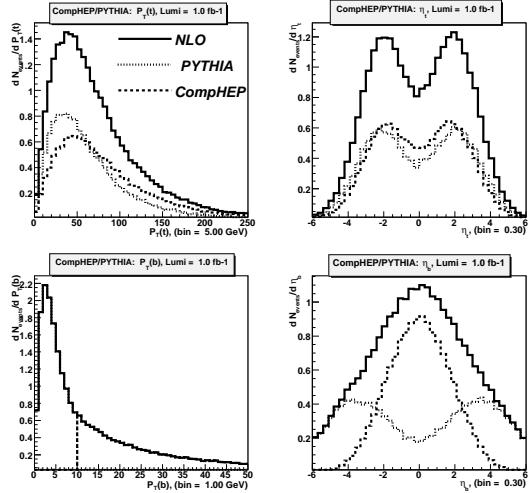 CompHEP/PYTHIA: P_T(t), Lumi = 1.0 fb-1
d N_events/d P_T(t)
1.4
1.2
1
0.8
0.6
0.4
0.2
NLO
PYTHIA
CompHEP
0 50 100 150 200 250
P_T(t), (bin = 5.00 GeV)
CompHEP/PYTHIA: η_t, Lumi = 1.0 fb-1
d N_events/d η_t
1.2
1
0.8
0.6
0.4
0.2
-6 -4 -2 0 2 4 6
η_t, (bin = 0.30)
CompHEP/PYTHIA: P_T(b), Lumi = 1.0 fb-1
d N_events/d P_T(b)
2.2
2
1.8
1.6
1.4
1.2
1
0.8
0.6
0.4
0.2
0 5 10 15 20 25 30 35 40 45 50
P_T(b), (bin = 1.00 GeV)
CompHEP/PYTHIA: η_b, Lumi = 1.0 fb-1
d N_events/d η_b
1
0.8
0.6
0.4
0.2
-6 -4 -2 0 2 4 6
η_b, (bin = 0.30)